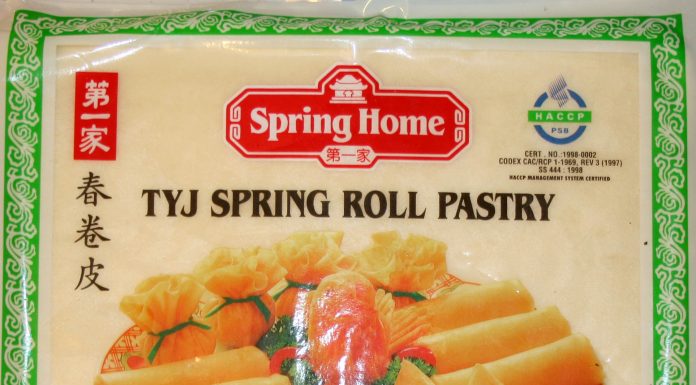 第一家
春卷皮
Spring Home
第一家
HACCP
PSB
CERT . NO .:1998-0002
CODEX CAC/RCP 1-1969, REV 3 (1997)
SS 444 : 1998
HACCP MANAGEMENT SYSTEM CERTIFIED
TYJ SPRING ROLL PASTRY